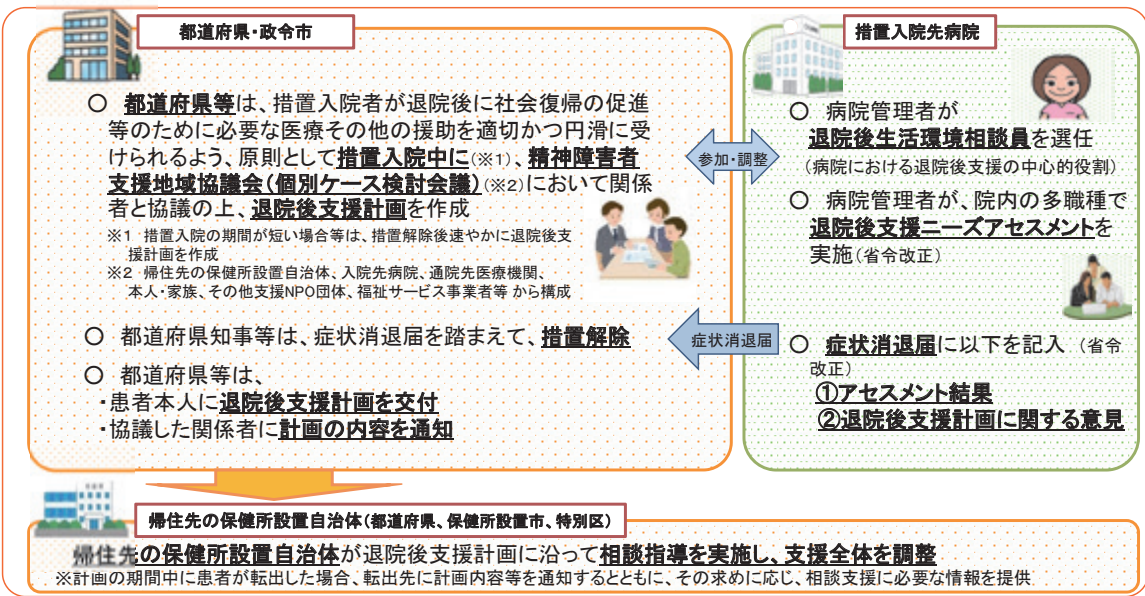 都道府県・政令市
○ 都道府県等は、措置入院者が退院後に社会復帰の促進
等のために必要な医療その他の援助を適切かつ円滑に受
けられるよう、原則として措置入院中に(※1)、精神障害者
支援地域協議会(個別ケース検討会議)(※2)において関係
者と協議の上、退院後支援計画を作成
※1 措置入院の期間が短い場合等は、措置解除後速やかに退院後支
援計画を作成
※2 帰住先の保健所設置自治体、入院先病院、通院先医療機関、
本人・家族、その他支援NPO団体、福祉サービス事業者等 から構成
○ 都道府県知事等は、症状消退届を踏まえて、措置解除
○ 都道府県等は、
・患者本人に退院後支援計画を交付
・協議した関係者に計画の内容を通知
参加・調整
症状消退届
措置入院先病院
○ 病院管理者が
退院後生活環境相談員を選任
(病院における退院後支援の中心的役割)
○ 病院管理者が、院内の多職種で
退院後支援ニーズアセスメントを
実施(省令改正)
○ 症状消退届に以下を記入 (省令
改正)
①アセスメント結果
②退院後支援計画に関する意見
帰住先の保健所設置自治体(都道府県、保健所設置市、特別区)
帰住先の保健所設置自治体が退院後支援計画に沿って相談指導を実施し、支援全体を調整
※計画の期間中に患者が転出した場合、転出先に計画内容等を通知するとともに、その求めに応じ、相談支援に必要な情報を提供